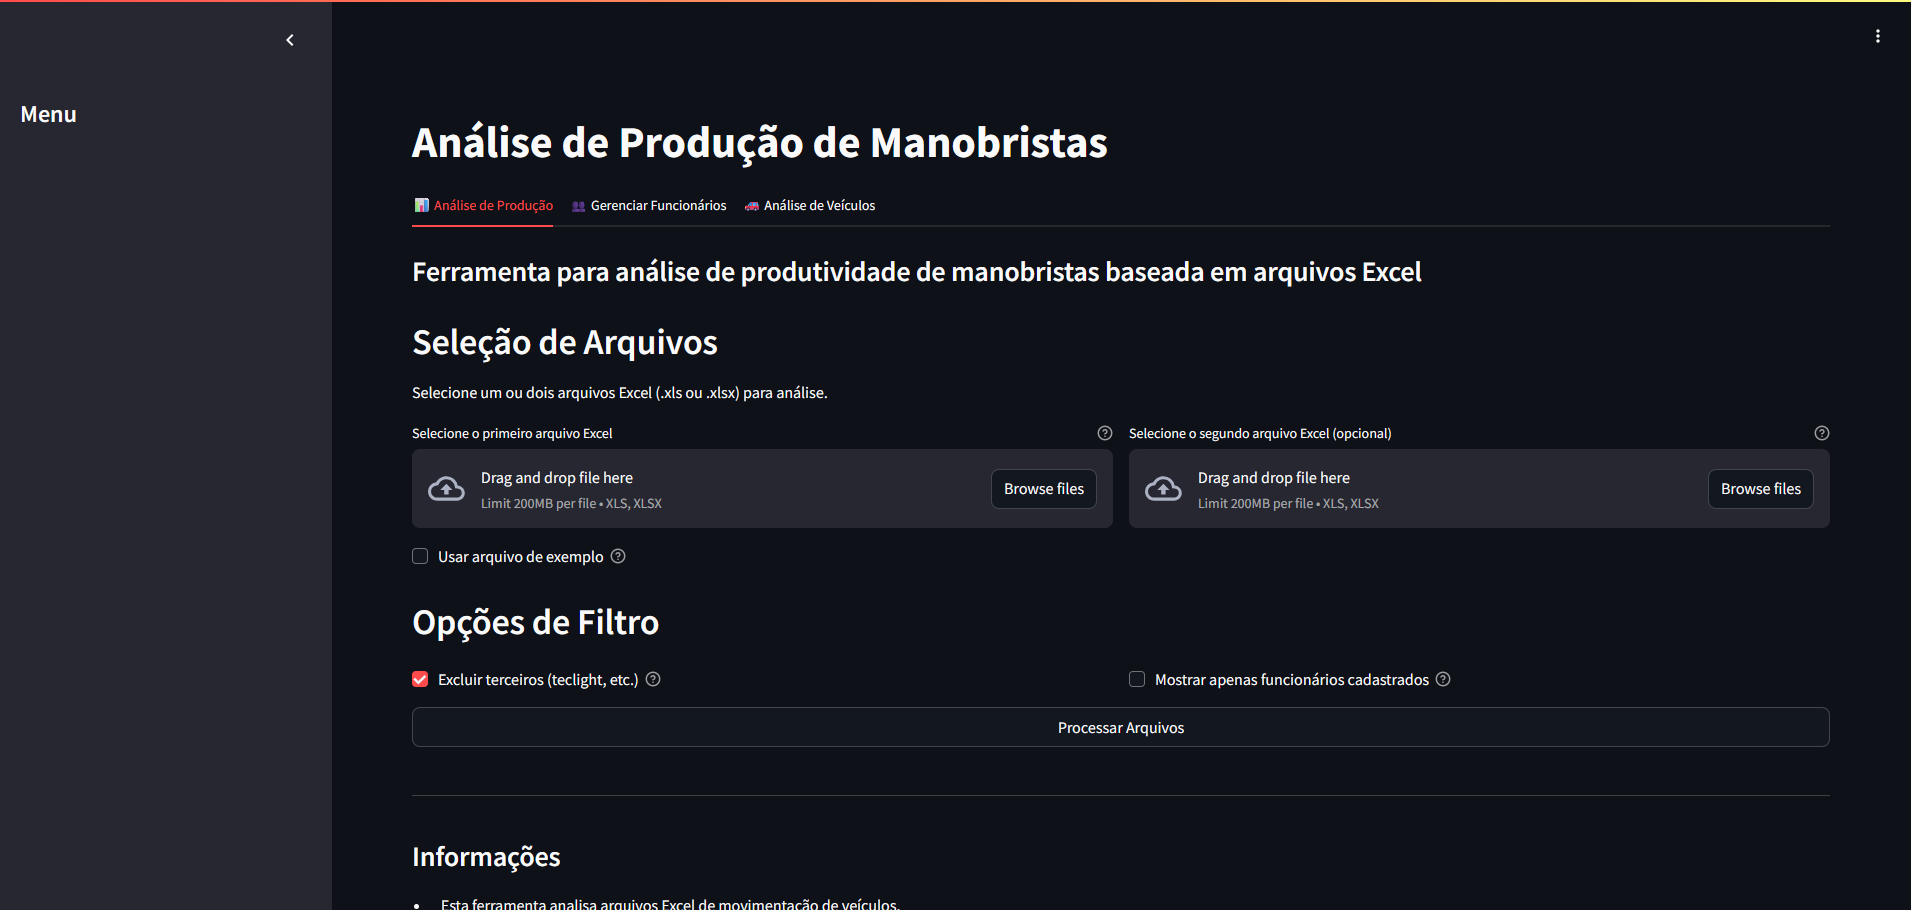 Menu
Análise de Produção de Manobristas
Análise de Produção
Gerenciar Funcionários
Análise de Veículos
Ferramenta para análise de produtividade de manobristas baseada em arquivos Excel
Seleção de Arquivos
Selecione um ou dois arquivos Excel (.xls ou .xlsx) para análise.
Selecione o primeiro arquivo Excel
Drag and drop file here
Limit 200MB per file • XLS, XLSX
Browse files
Selecione o segundo arquivo Excel (opcional)
Drag and drop file here
Limit 200MB per file • XLS, XLSX
Browse files
Usar arquivo de exemplo
Opções de Filtro
Excluir terceiros (teclight, etc.)
Mostrar apenas funcionários cadastrados
Processar Arquivos
Informações
• Esta ferramenta analisa arquivos Excel de movimentação de veículos.